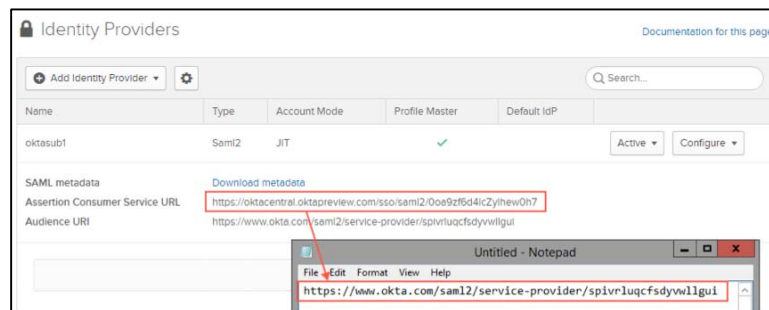 Identity Providers
Documentation for this page
Add Identity Provider
Search...
Name Type Account Mode Profile Master Default IdP
oktasub1 Saml2 JIT Active Configure
SAML metadata Download metadata
Assertion Consumer Service URL https://oktacentral.oktapreview.com/sso/saml2/0oa9zf6d4lcZylhew0h7
Audience URI https://www.okta.com/saml2/service-provider/spivrluqcfsdyvwllgui
Untitled - Notepad
File Edit Format View Help
https://www.okta.com/saml2/service-provider/spivrluqcfsdyvwllgui